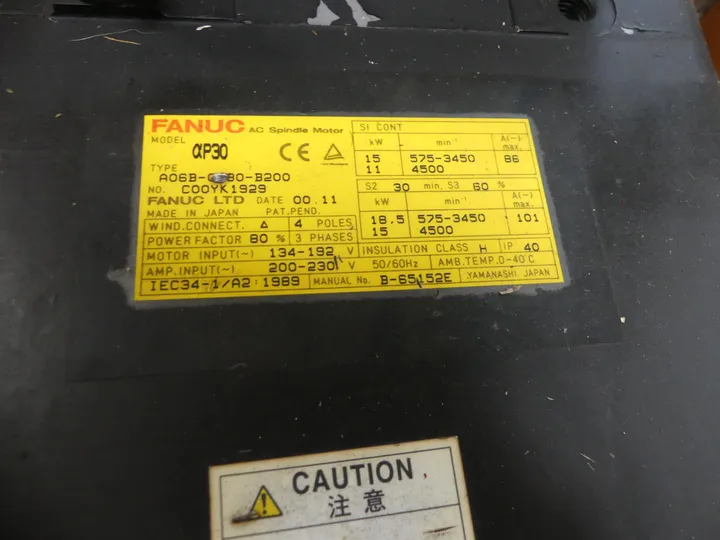 FANUC AC Spindle Motor
MODEL αP30
TYPE
A06B- 80-B200
NO. C00YK1929
FANUC LTD DATE 00.11
MADE IN JAPAN PAT.PEND.
WIND.CONNECT. Δ 4 POLES
POWER FACTOR 80 % 3 PHASES
MOTOR INPUT(~) 134-192 V
AMP.INPUT(~) 200-230 V 50/60Hz
IEC34-1/A2:1989 MANUAL No. B-65152E
S1 CONT
kW min⁻¹ A(~) max.
15 575-3450 86
11 4500
S2 30 min, S3 60 %
kW min⁻¹ A(~) max.
18.5 575-3450 101
15 4500
INSULATION CLASS H IP 40
AMB.TEMP.0-40°C
YAMANASHI JAPAN
CE
CAUTION
注意